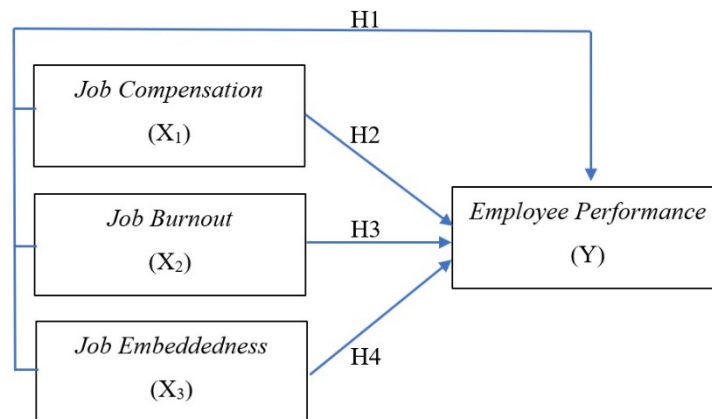 H1
Job Compensation
(X₁)
H2
Job Burnout
(X₂)
H3
Employee Performance
(Y)
Job Embeddedness
(X₃)
H4